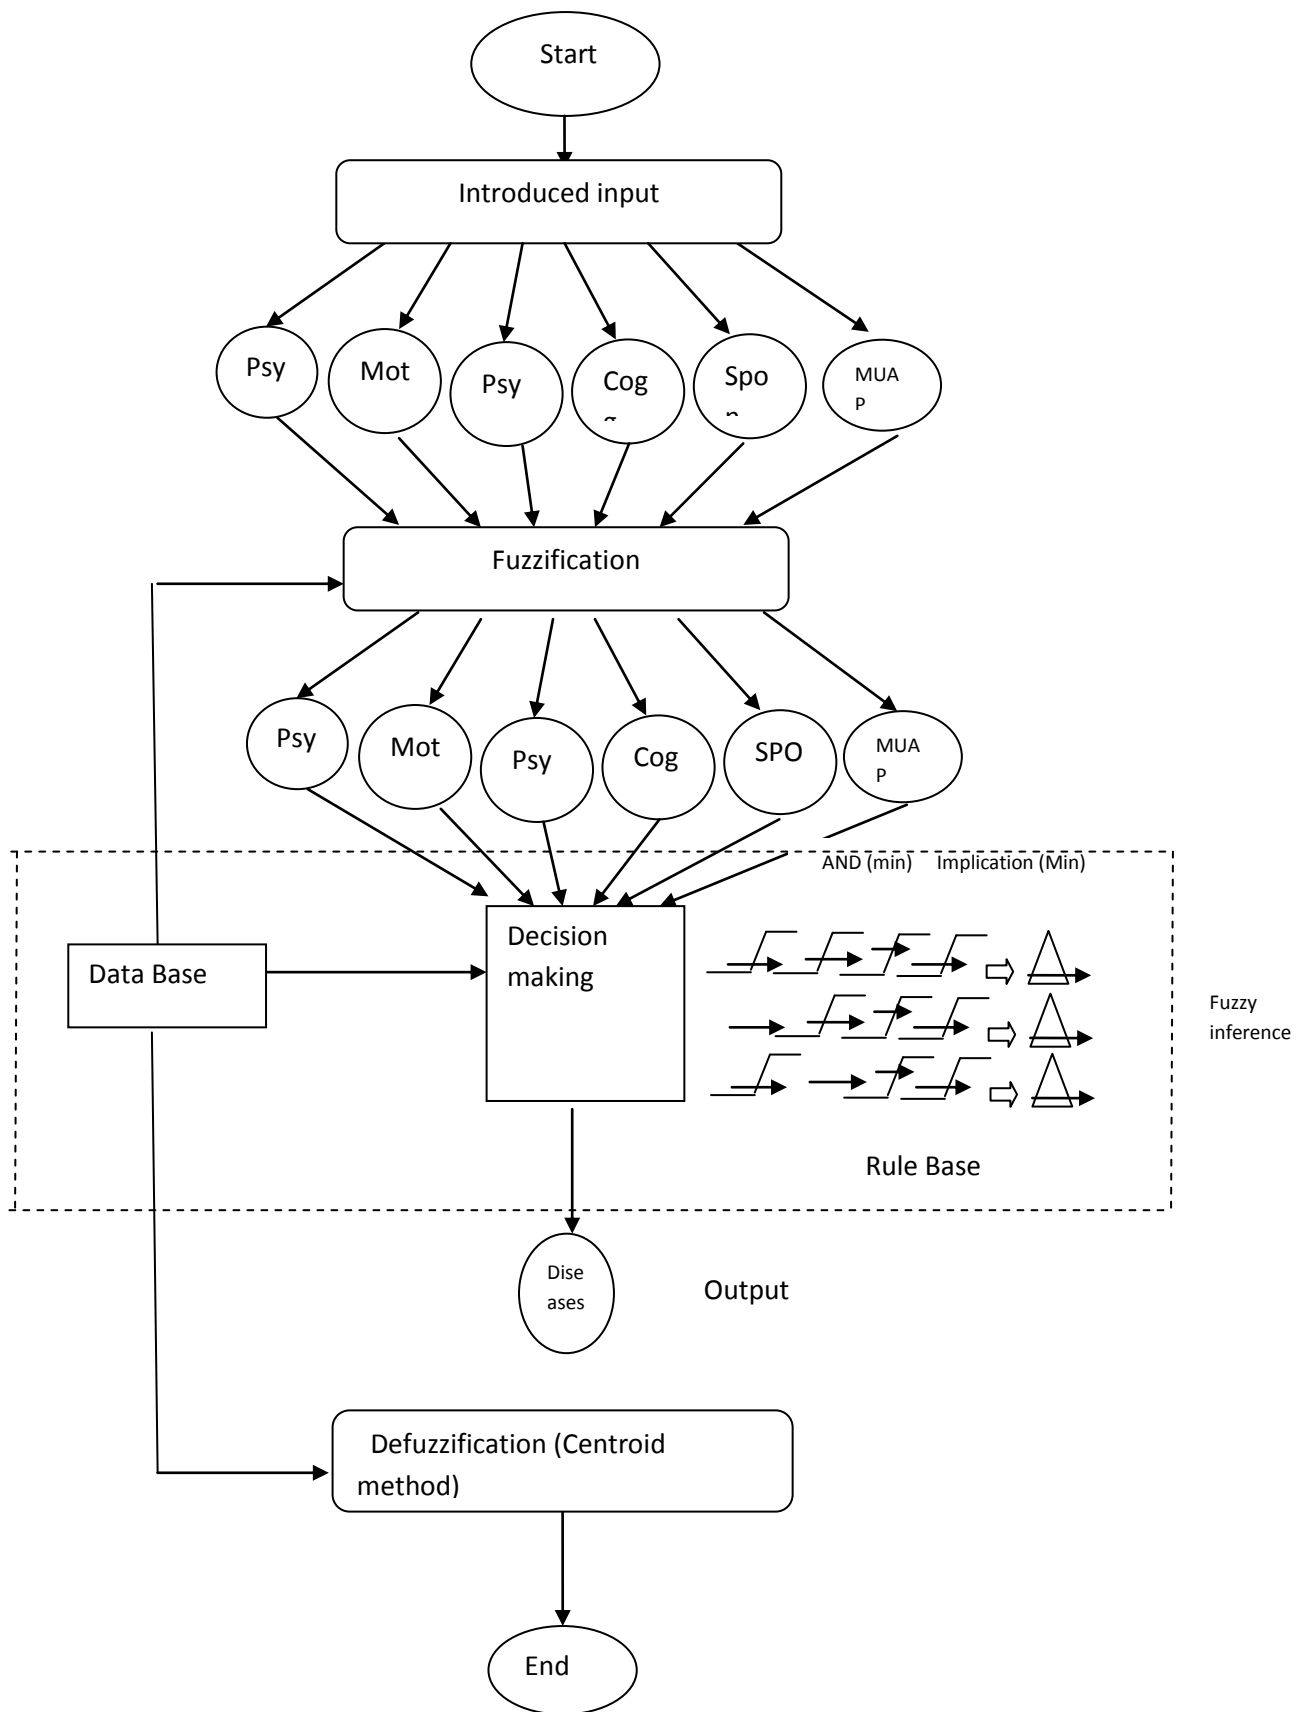 Start
Introduced input
Psy
Mot
Psy
Cog
Spo
MUA
P
Fuzzification
Psy
Mot
Psy
Cog
SPO
MUA
P
AND (min) Implication (Min)
Decision
making
Data Base
Fuzzy
inference
Rule Base
Dise
ases
Output
Defuzzification (Centroid
method)
End